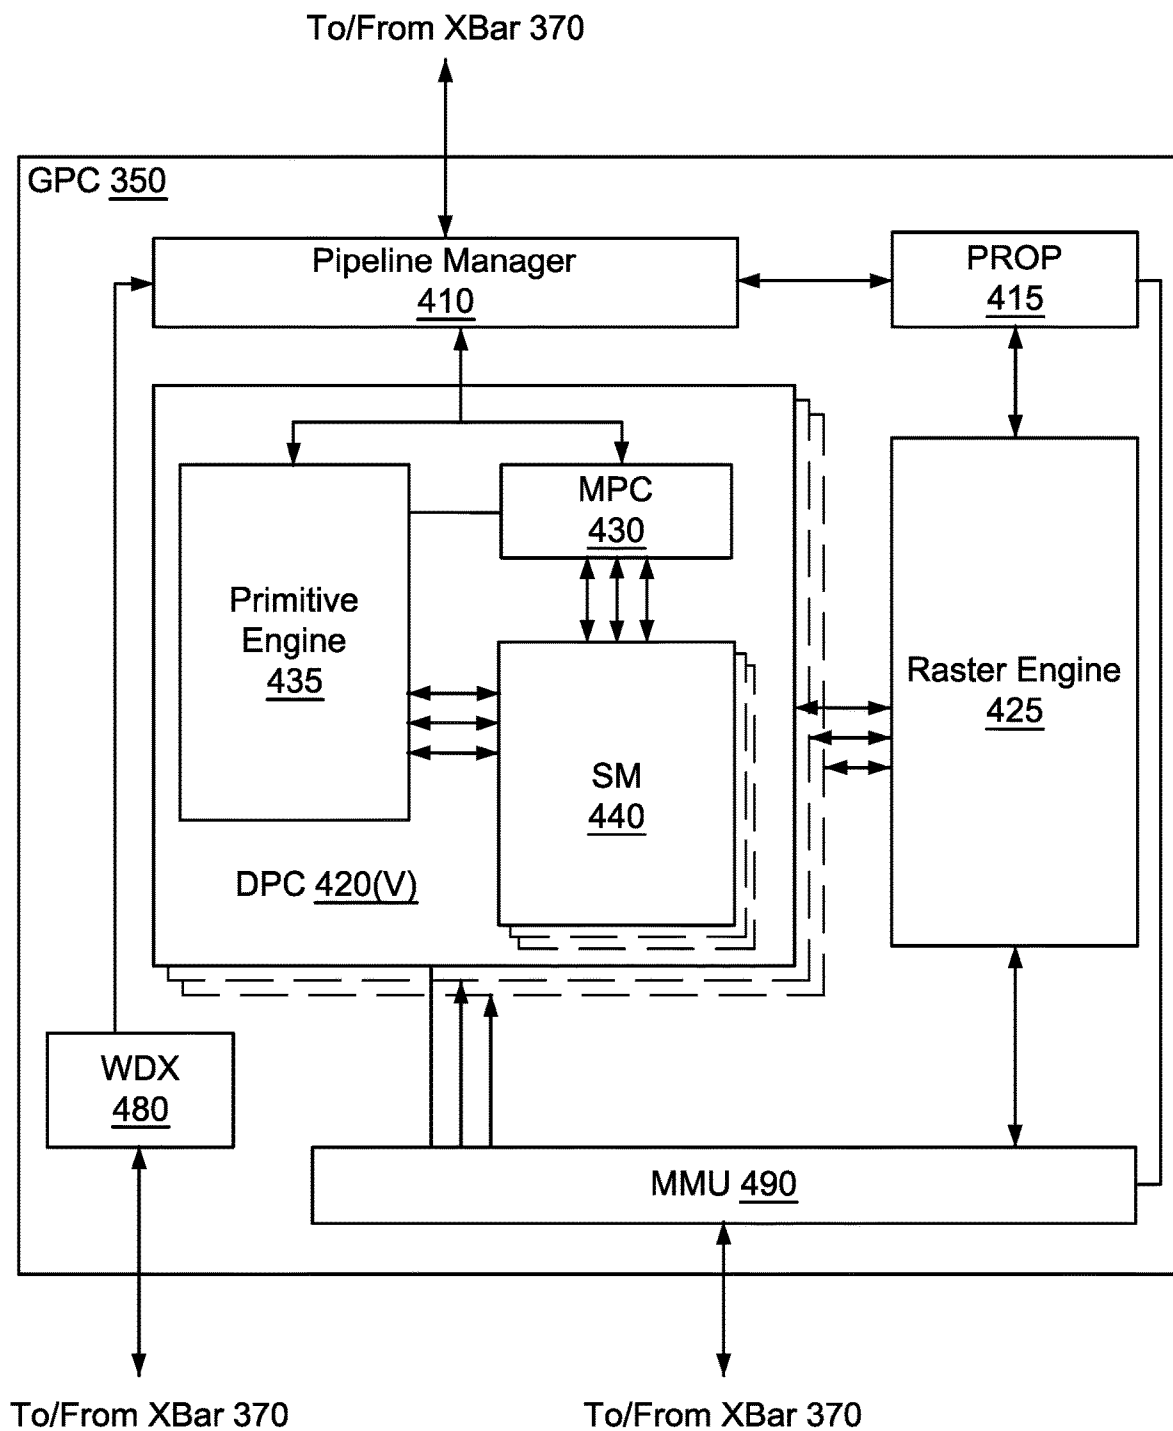 To/From XBar 370
GPC 350
Pipeline Manager
410
PROP
415
MPC
430
Primitive
Engine
435
Raster Engine
425
SM
440
DPC 420(V)
WDX
480
MMU 490
To/From XBar 370
To/From XBar 370